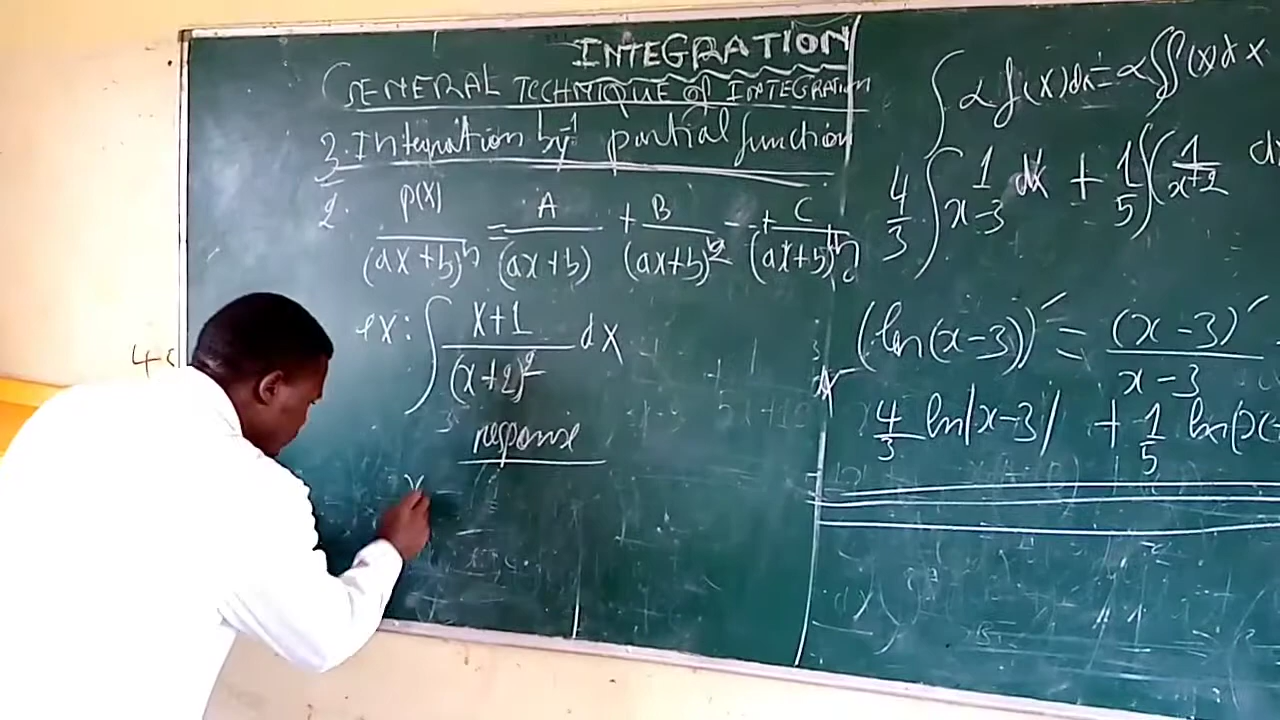 INTEGRATION
GENERAL TECHNIQUE of INTEGRATION
3. Integration by partial function
2. p(x)/(ax+b)^n = A/(ax+b) + B/(ax+b)^2 -- + C/(ax+b)^n
ex: ∫ x+1/(x+2)^2 dx
response
∫ α f(x)dx = α ∫ f(x)dx
4/3 ∫ 1/x-3 dx + 1/5 ∫ 1/x+2
(ln(x-3))' = (x-3)'/x-3
4/3 ln|x-3| + 1/5 ln|x